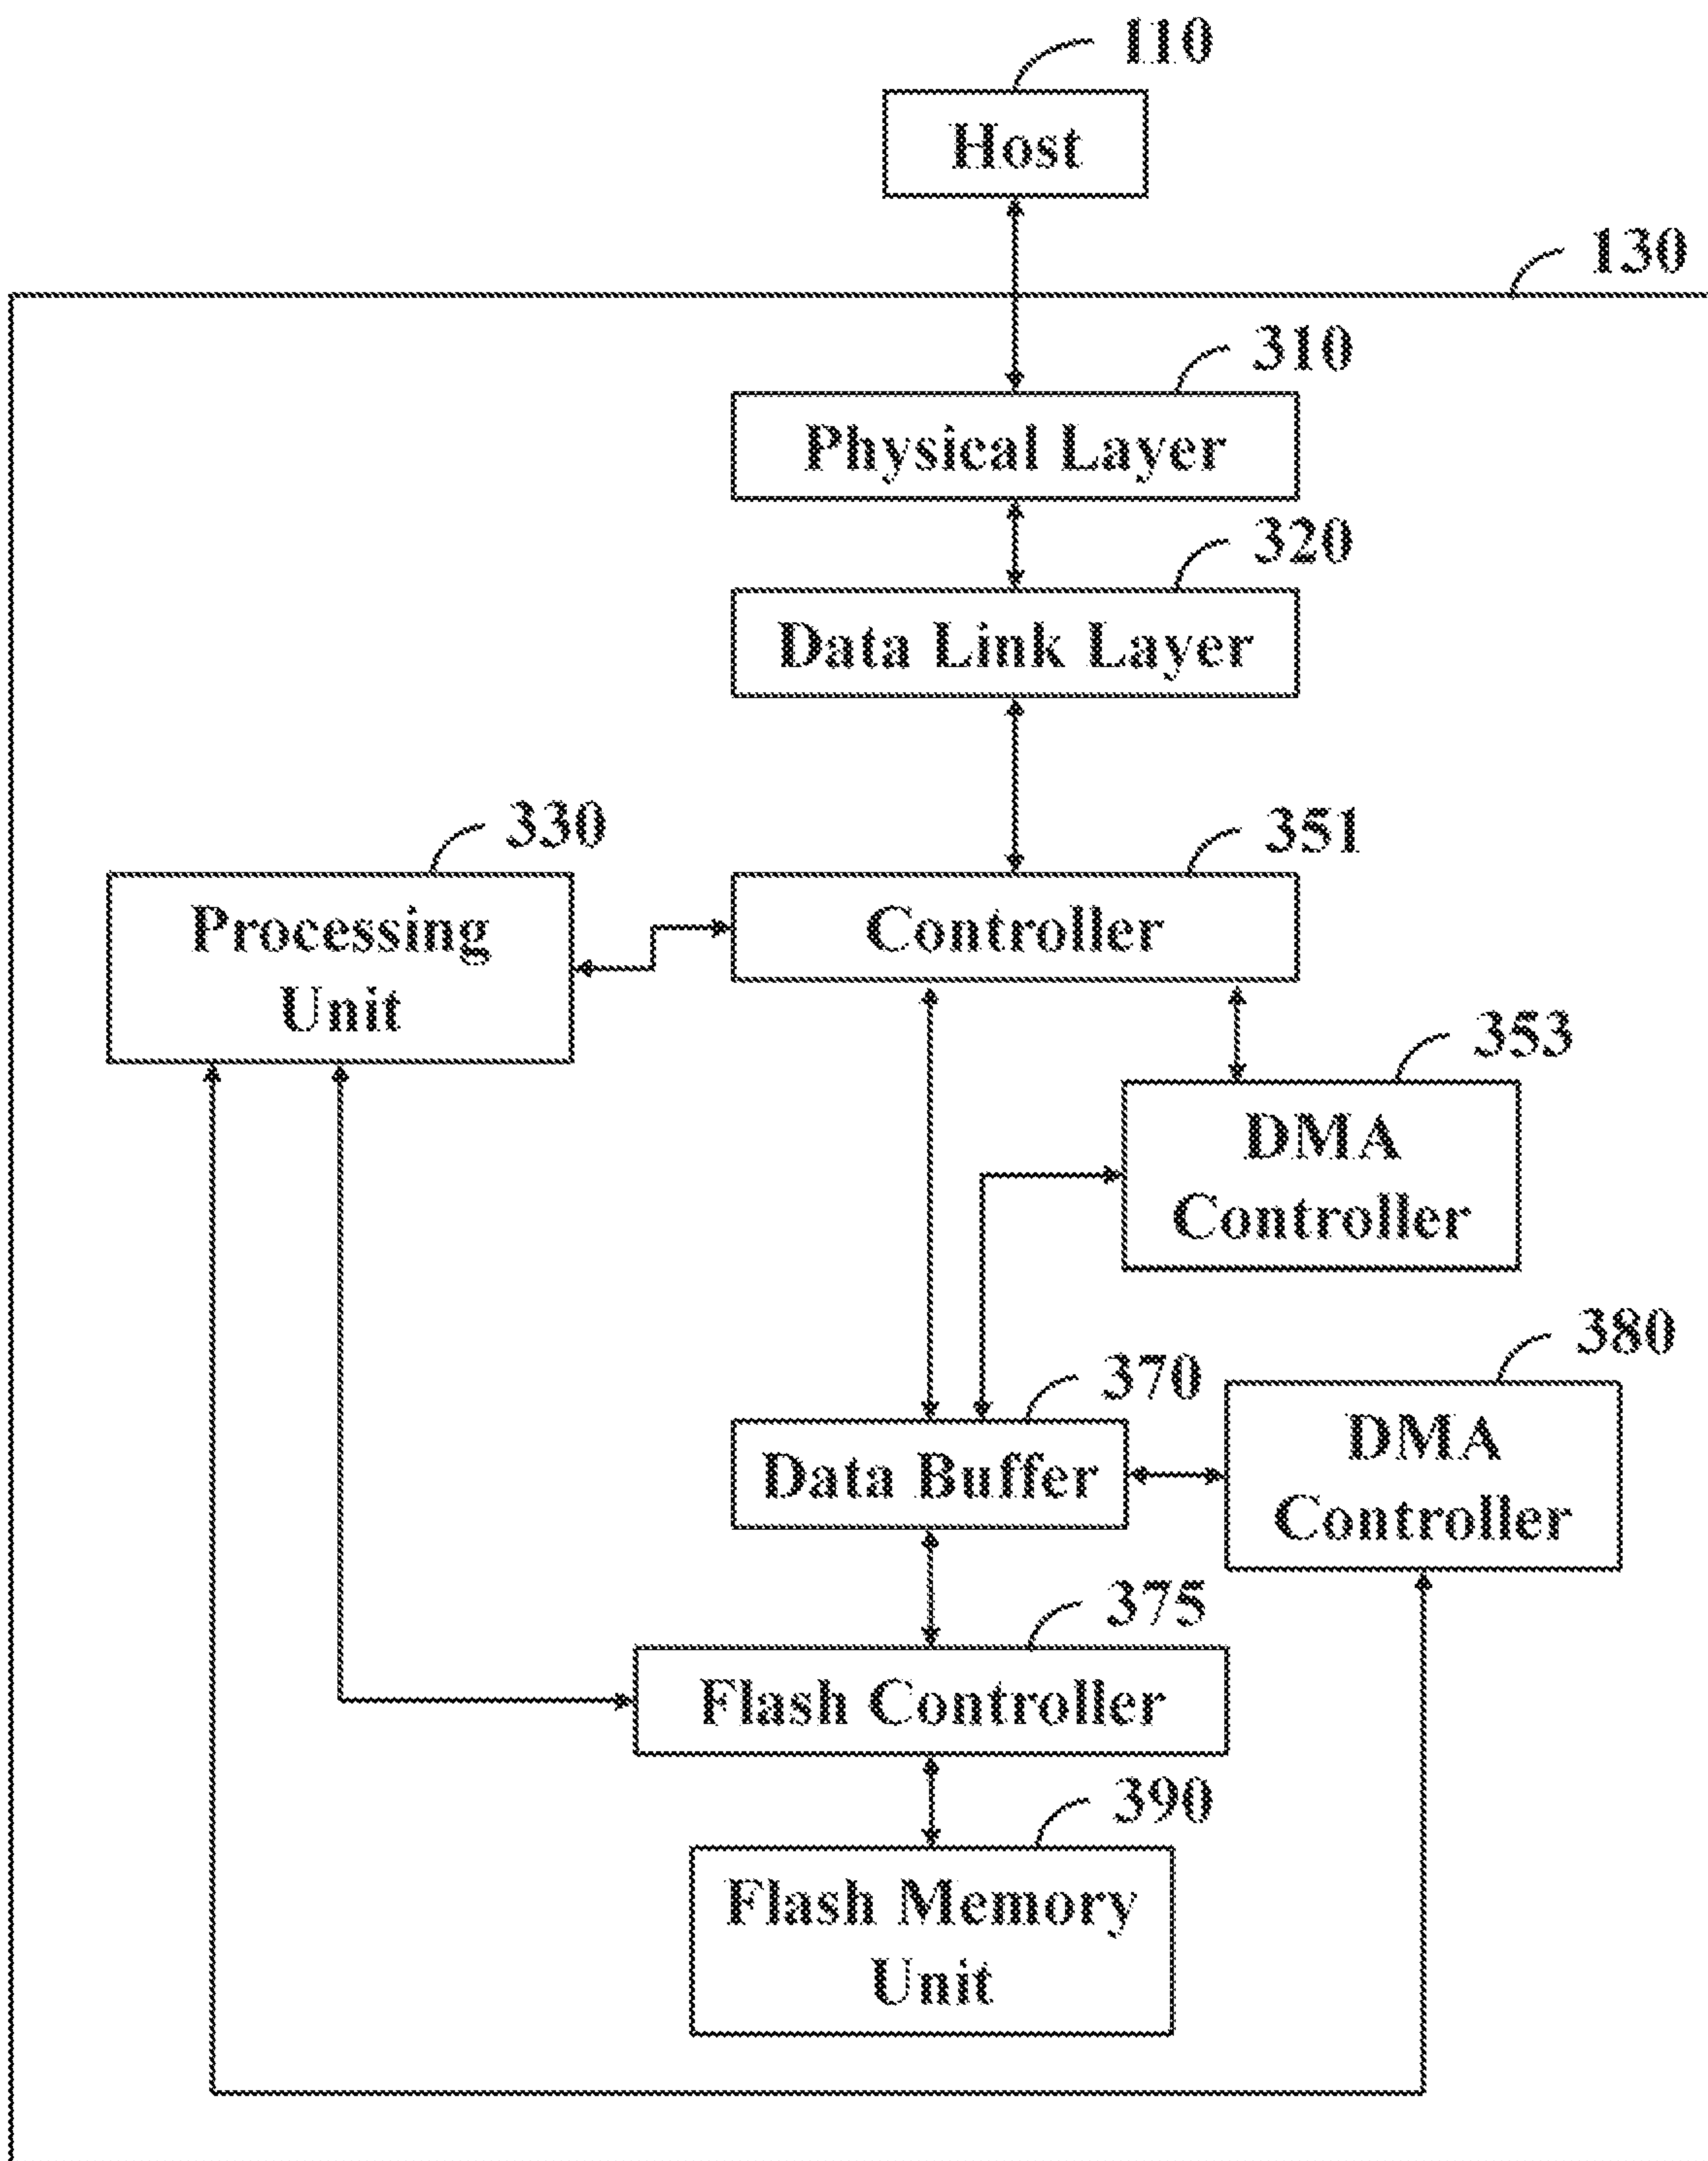 110
Host
130
310
Physical Layer
320
Data Link Layer
330
351
Processing
Unit
Controller
353
DMA
Controller
380
370
DMA
Controller
Data Buffer
375
Flash Controller
390
Flash Memory
Unit